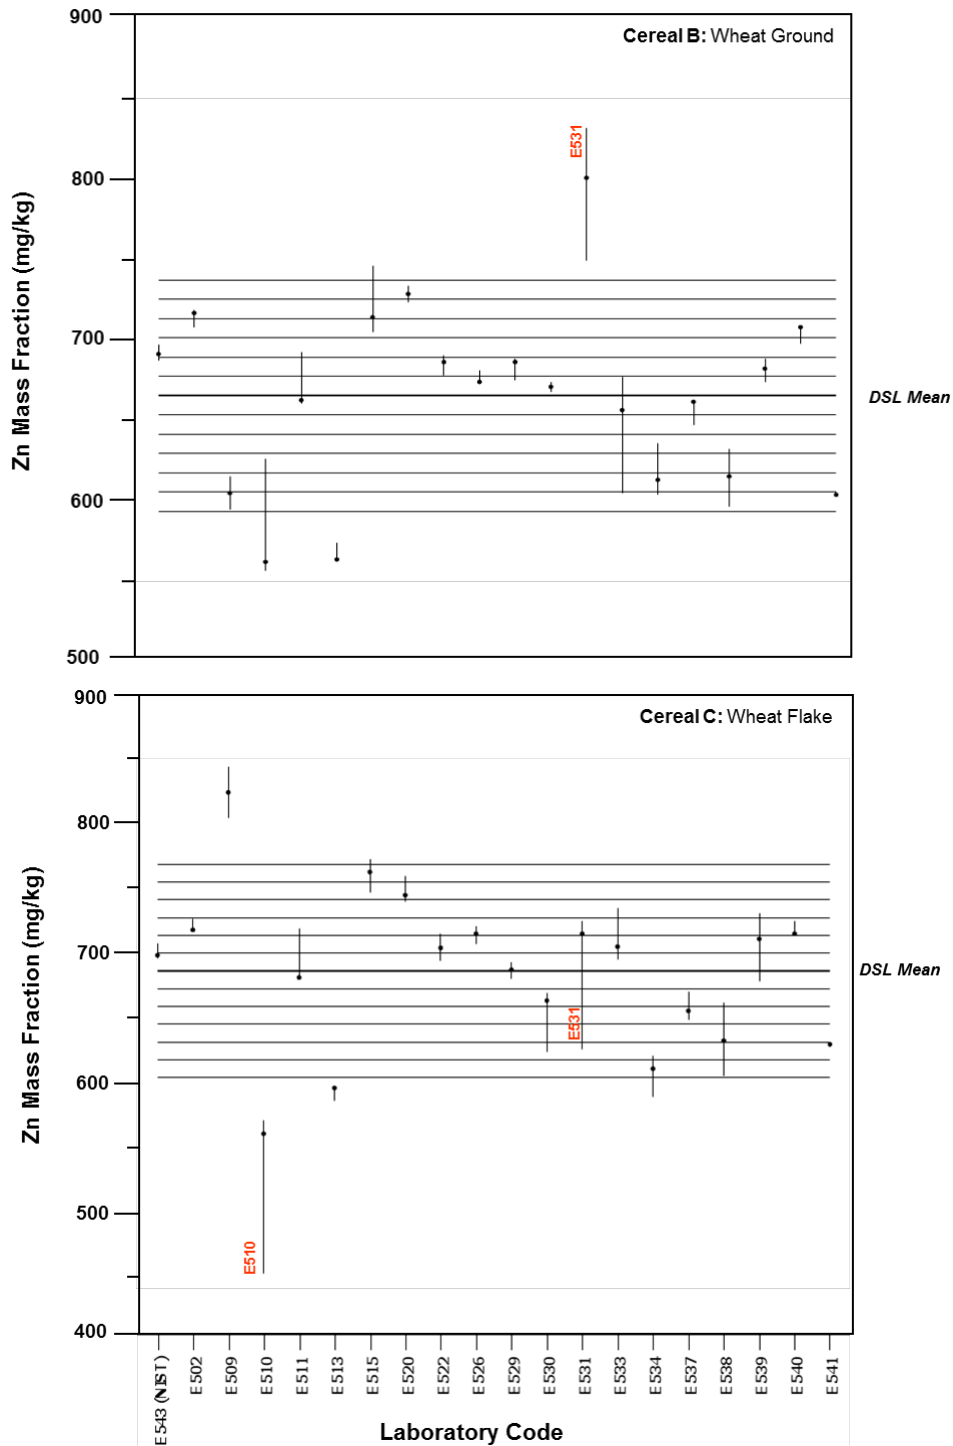 900
Cereal B: Wheat Ground
E531
800
Zn Mass Fraction (mg/kg)
700
DSL Mean
600
500
900
Cereal C: Wheat Flake
800
Zn Mass Fraction (mg/kg)
700
DSL Mean
E531
600
500
E510
400
E543 (NIST)
E502
E509
E510
E511
E513
E515
E520
E522
E526
E529
E530
E531
E533
E534
E537
E538
E539
E540
E541
Laboratory Code